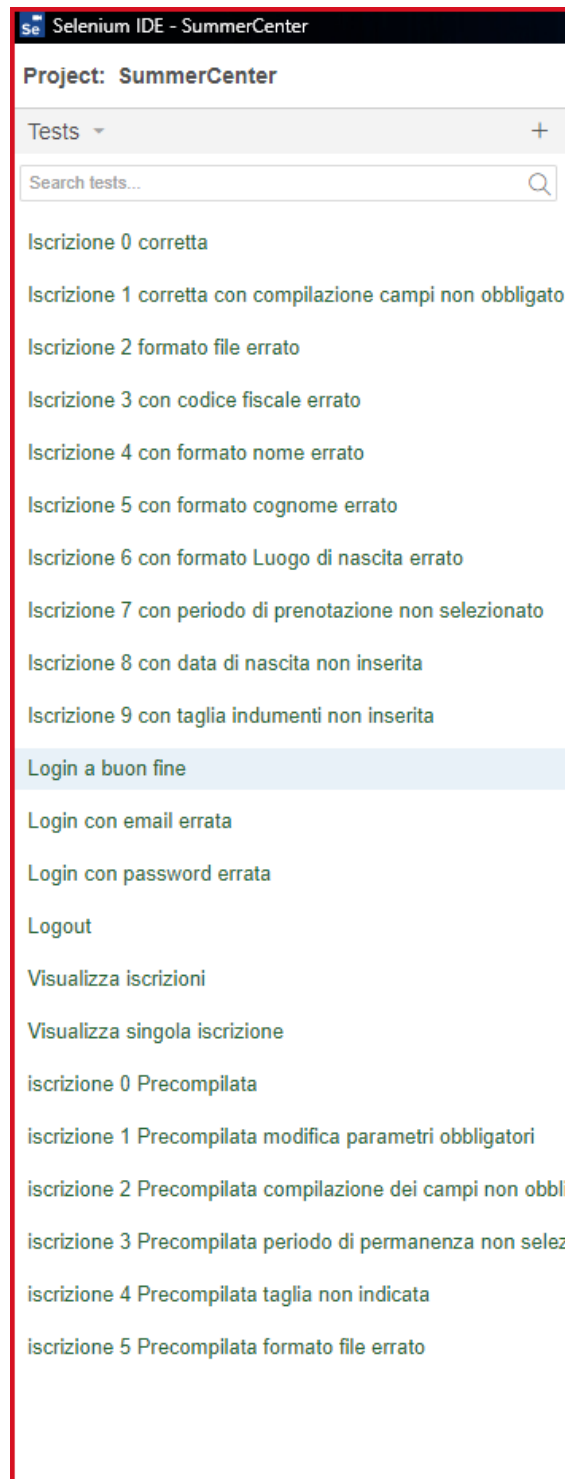 Se Selenium IDE - SummerCenter
Project: SummerCenter
Tests +
Search tests...
Iscrizione 0 corretta
Iscrizione 1 corretta con compilazione campi non obbligato
Iscrizione 2 formato file errato
Iscrizione 3 con codice fiscale errato
Iscrizione 4 con formato nome errato
Iscrizione 5 con formato cognome errato
Iscrizione 6 con formato Luogo di nascita errato
Iscrizione 7 con periodo di prenotazione non selezionato
Iscrizione 8 con data di nascita non inserita
Iscrizione 9 con taglia indumenti non inserita
Login a buon fine
Login con email errata
Login con password errata
Logout
Visualizza iscrizioni
Visualizza singola iscrizione
iscrizione 0 Precompilata
iscrizione 1 Precompilata modifica parametri obbligatori
iscrizione 2 Precompilata compilazione dei campi non obbli
iscrizione 3 Precompilata periodo di permanenza non selez
iscrizione 4 Precompilata taglia non indicata
iscrizione 5 Precompilata formato file errato